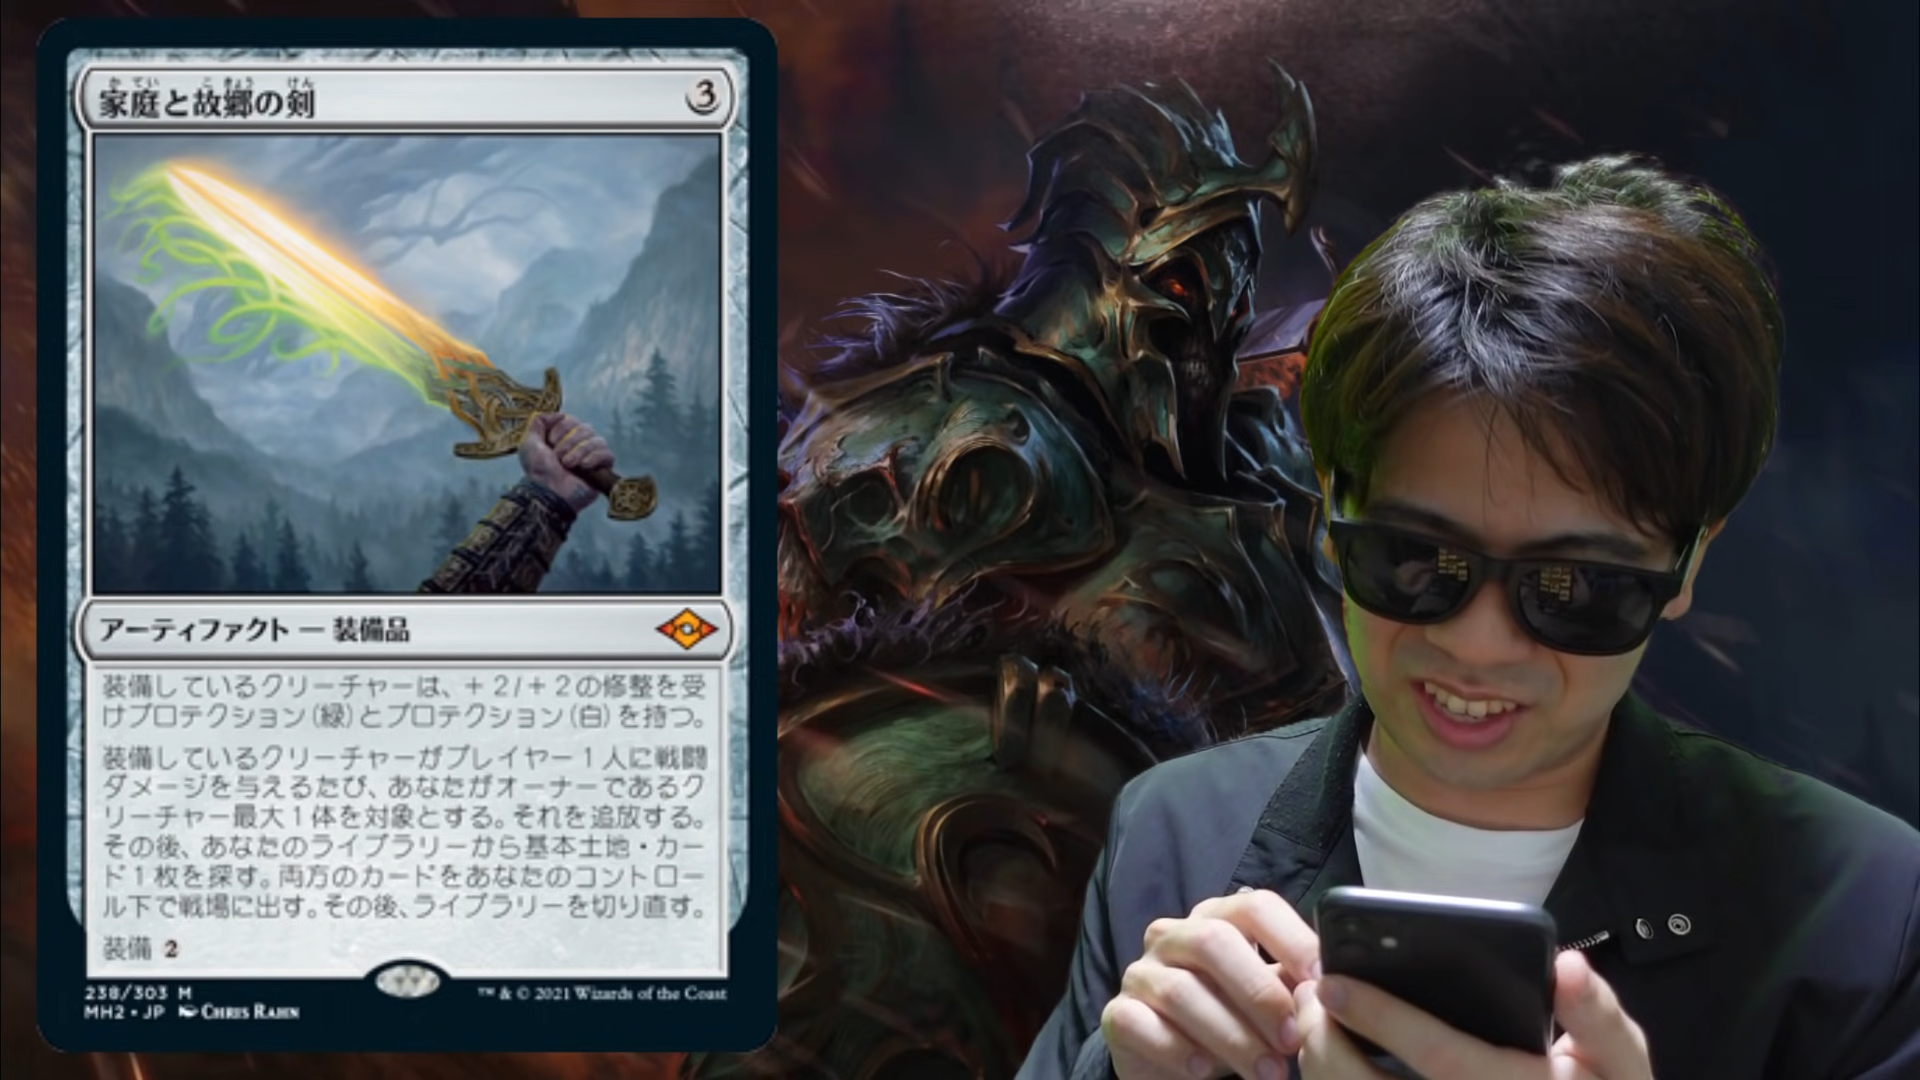 かてい こきょう けん
家庭と故郷の剣
3
アーティファクト ― 装備品
装備しているクリーチャーは、+2/+2の修整を受
けプロテクション(緑)とプロテクション(白)を持つ。
装備しているクリーチャーがプレイヤー1人に戦闘
ダメージを与えるたび、あなたがオーナーであるク
リーチャー最大1体を対象とする。それを追放する。
その後、あなたのライブラリーから基本土地・カー
ド1枚を探す。両方のカードをあなたのコントロー
ル下で戦場に出す。その後、ライブラリーを切り直す。
装備 2
238/303 M
MH2 • JP CHRIS RAHN
™ & © 2021 Wizards of the Coast